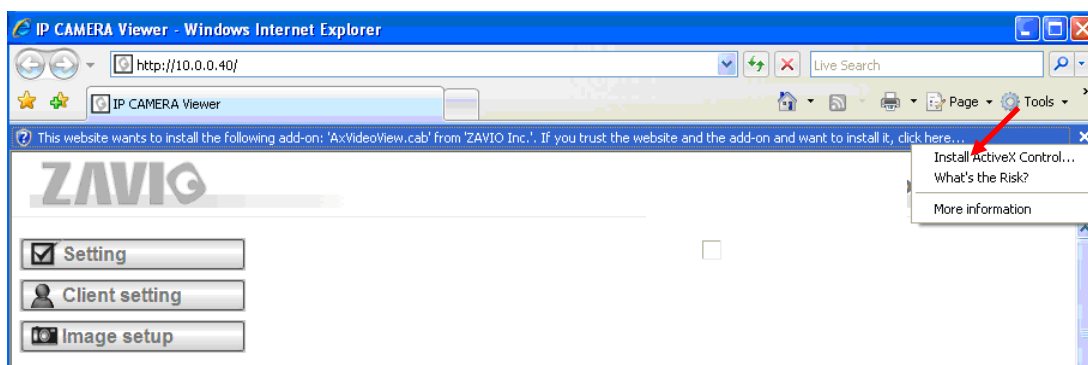 IP CAMERA Viewer - Windows Internet Explorer
http://10.0.0.40/
Live Search
IP CAMERA Viewer
Page
Tools
This website wants to install the following add-on: 'AxVideoView.cab' from 'ZAVIO Inc.'. If you trust the website and the add-on and want to install it, click here...
Install ActiveX Control...
What's the Risk?
More information
ZAVIO
Setting
Client setting
Image setup